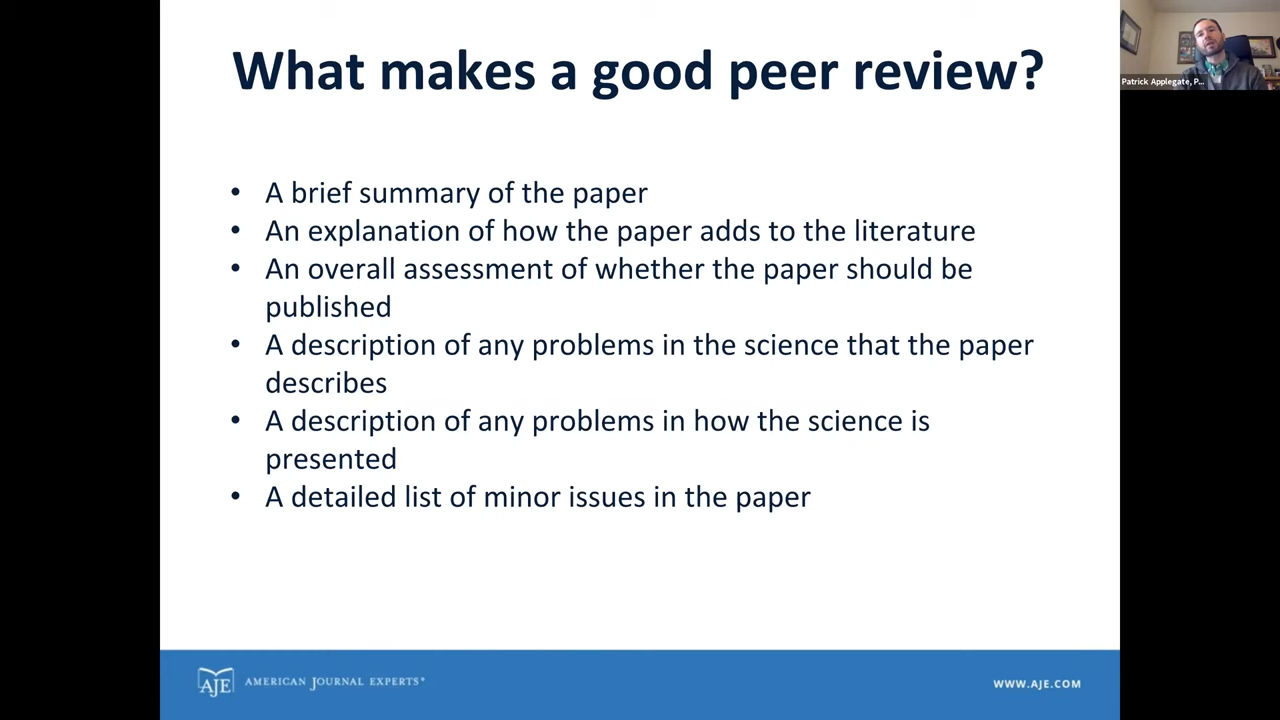 What makes a good peer review?
Patrick Applegate, P...
• A brief summary of the paper
• An explanation of how the paper adds to the literature
• An overall assessment of whether the paper should be
published
• A description of any problems in the science that the paper
describes
• A description of any problems in how the science is
presented
• A detailed list of minor issues in the paper
AJE AMERICAN JOURNAL EXPERTS®
WWW.AJE.COM